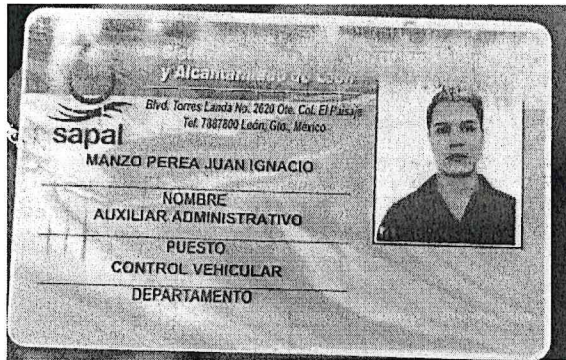 y Alcantarillado de León
Blvd. Torres Landa No. 2620 Ote. Col. El Paisaje
Tel. 7887800 León, Gto., México
sapal
MANZO PEREA JUAN IGNACIO
NOMBRE
AUXILIAR ADMINISTRATIVO
PUESTO
CONTROL VEHICULAR
DEPARTAMENTO